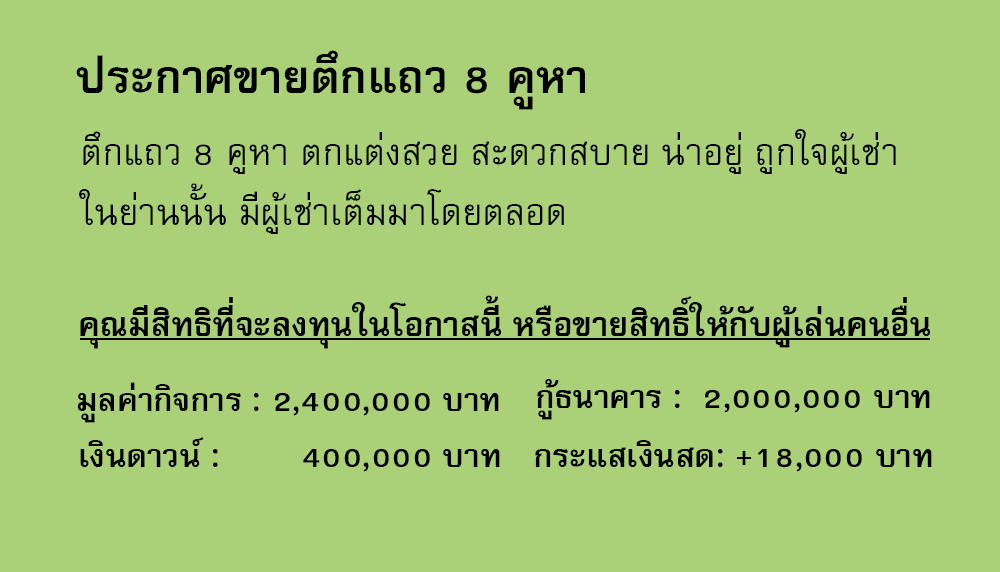 ประกาศขายตึกแถว 8 คูหา
ตึกแถว 8 คูหา ตกแต่งสวย สะดวกสบาย น่าอยู่ ถูกใจผู้เช่า
ในย่านนั้น มีผู้เช่าเต็มมาโดยตลอด
คุณมีสิทธิที่จะลงทุนในโอกาสนี้ หรือขายสิทธิ์ให้กับผู้เล่นคนอื่น
มูลค่ากิจการ : 2,400,000 บาท กู้ธนาคาร : 2,000,000 บาท
เงินดาวน์ : 400,000 บาท กระแสเงินสด: +18,000 บาท